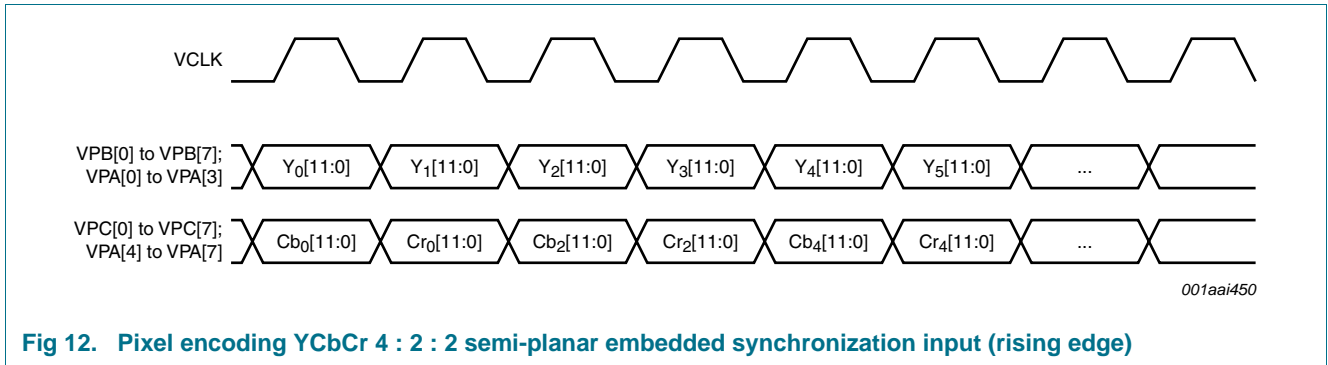 VCLK
VPB[0] to VPB[7];
VPA[0] to VPA[3]
Y0[11:0] Y1[11:0] Y2[11:0] Y3[11:0] Y4[11:0] Y5[11:0] ...
VPC[0] to VPC[7];
VPA[4] to VPA[7]
Cb0[11:0] Cr0[11:0] Cb2[11:0] Cr2[11:0] Cb4[11:0] Cr4[11:0] ...
001aai450
Fig 12. Pixel encoding YCbCr 4 : 2 : 2 semi-planar embedded synchronization input (rising edge)